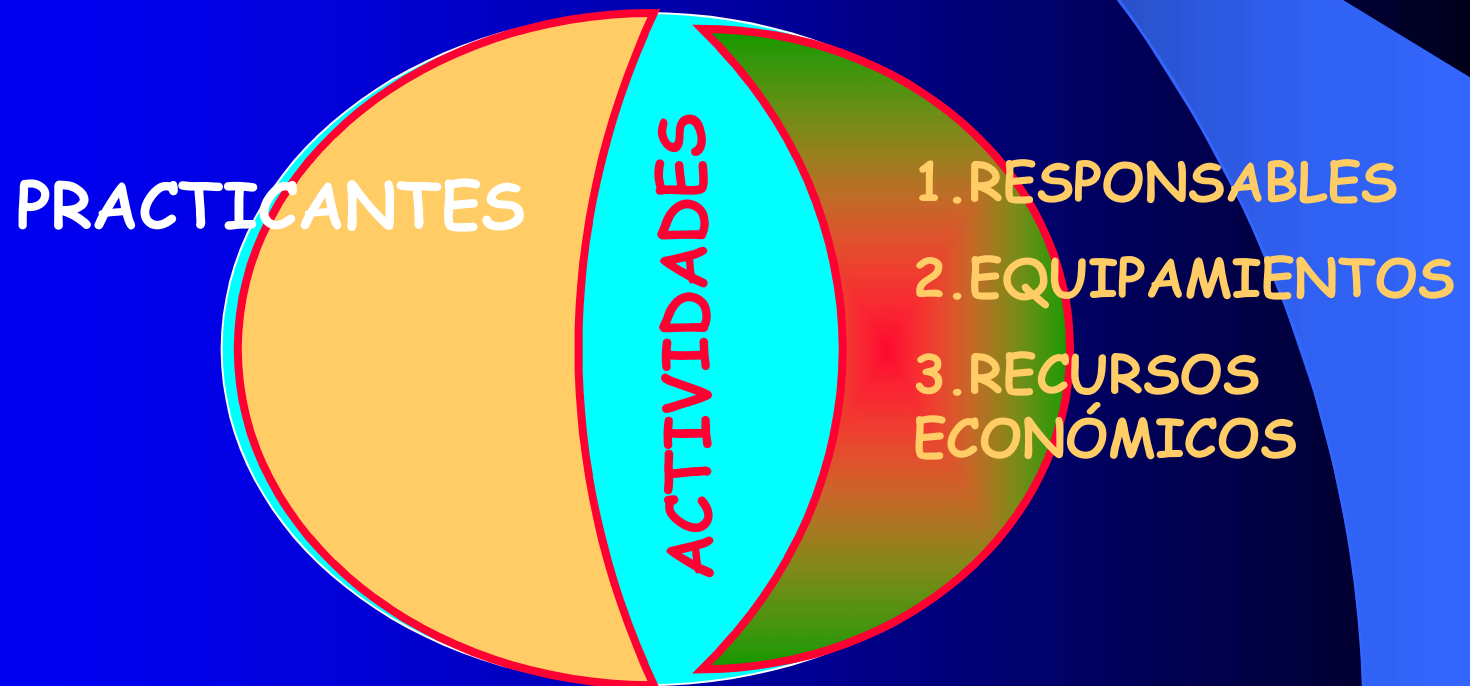 PRACTICANTES
ACTIVIDADES
1.RESPONSABLES
2.EQUIPAMIENTOS
3.RECURSOS
ECONÓMICOS